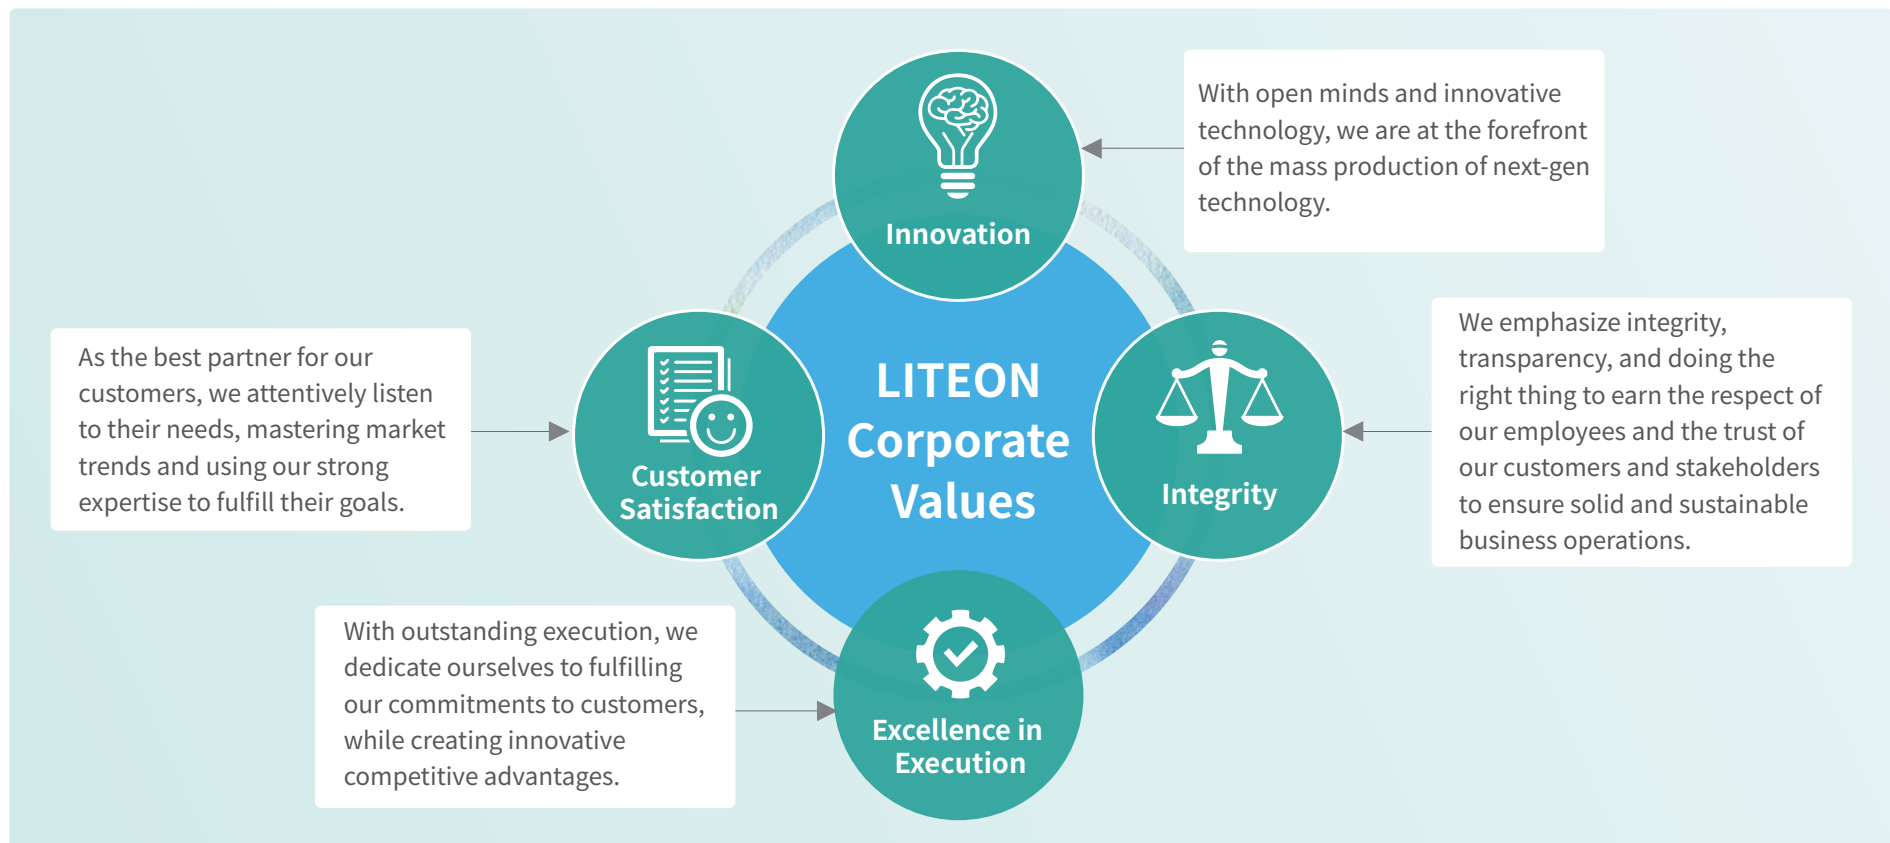 Innovation
With open minds and innovative
technology, we are at the forefront
of the mass production of next-gen
technology.
LITEON
Corporate
Values
Customer
Satisfaction
As the best partner for our
customers, we attentively listen
to their needs, mastering market
trends and using our strong
expertise to fulfill their goals.
Integrity
We emphasize integrity,
transparency, and doing the
right thing to earn the respect of
our employees and the trust of
our customers and stakeholders
to ensure solid and sustainable
business operations.
Excellence in
Execution
With outstanding execution, we
dedicate ourselves to fulfilling
our commitments to customers,
while creating innovative
competitive advantages.